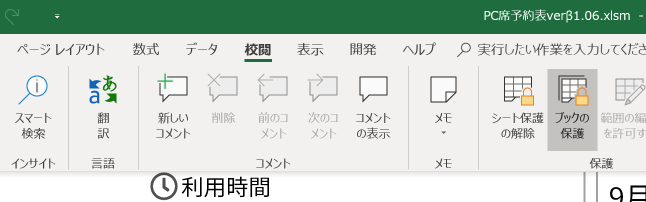 PC席予約表verβ1.06.xlsm -
ページ レイアウト 数式 データ 校閲 表示 開発 ヘルプ 実行したい作業を入力してくださ
スマート
検索
翻
訳
新しい
コメント
削除
前のコ
メント
次のコ
メント
コメント
の表示
メモ
シート保護
の解除
ブックの
保護
範囲の編
を許可す
インサイト 言語 コメント メモ 保護
利用時間
9月